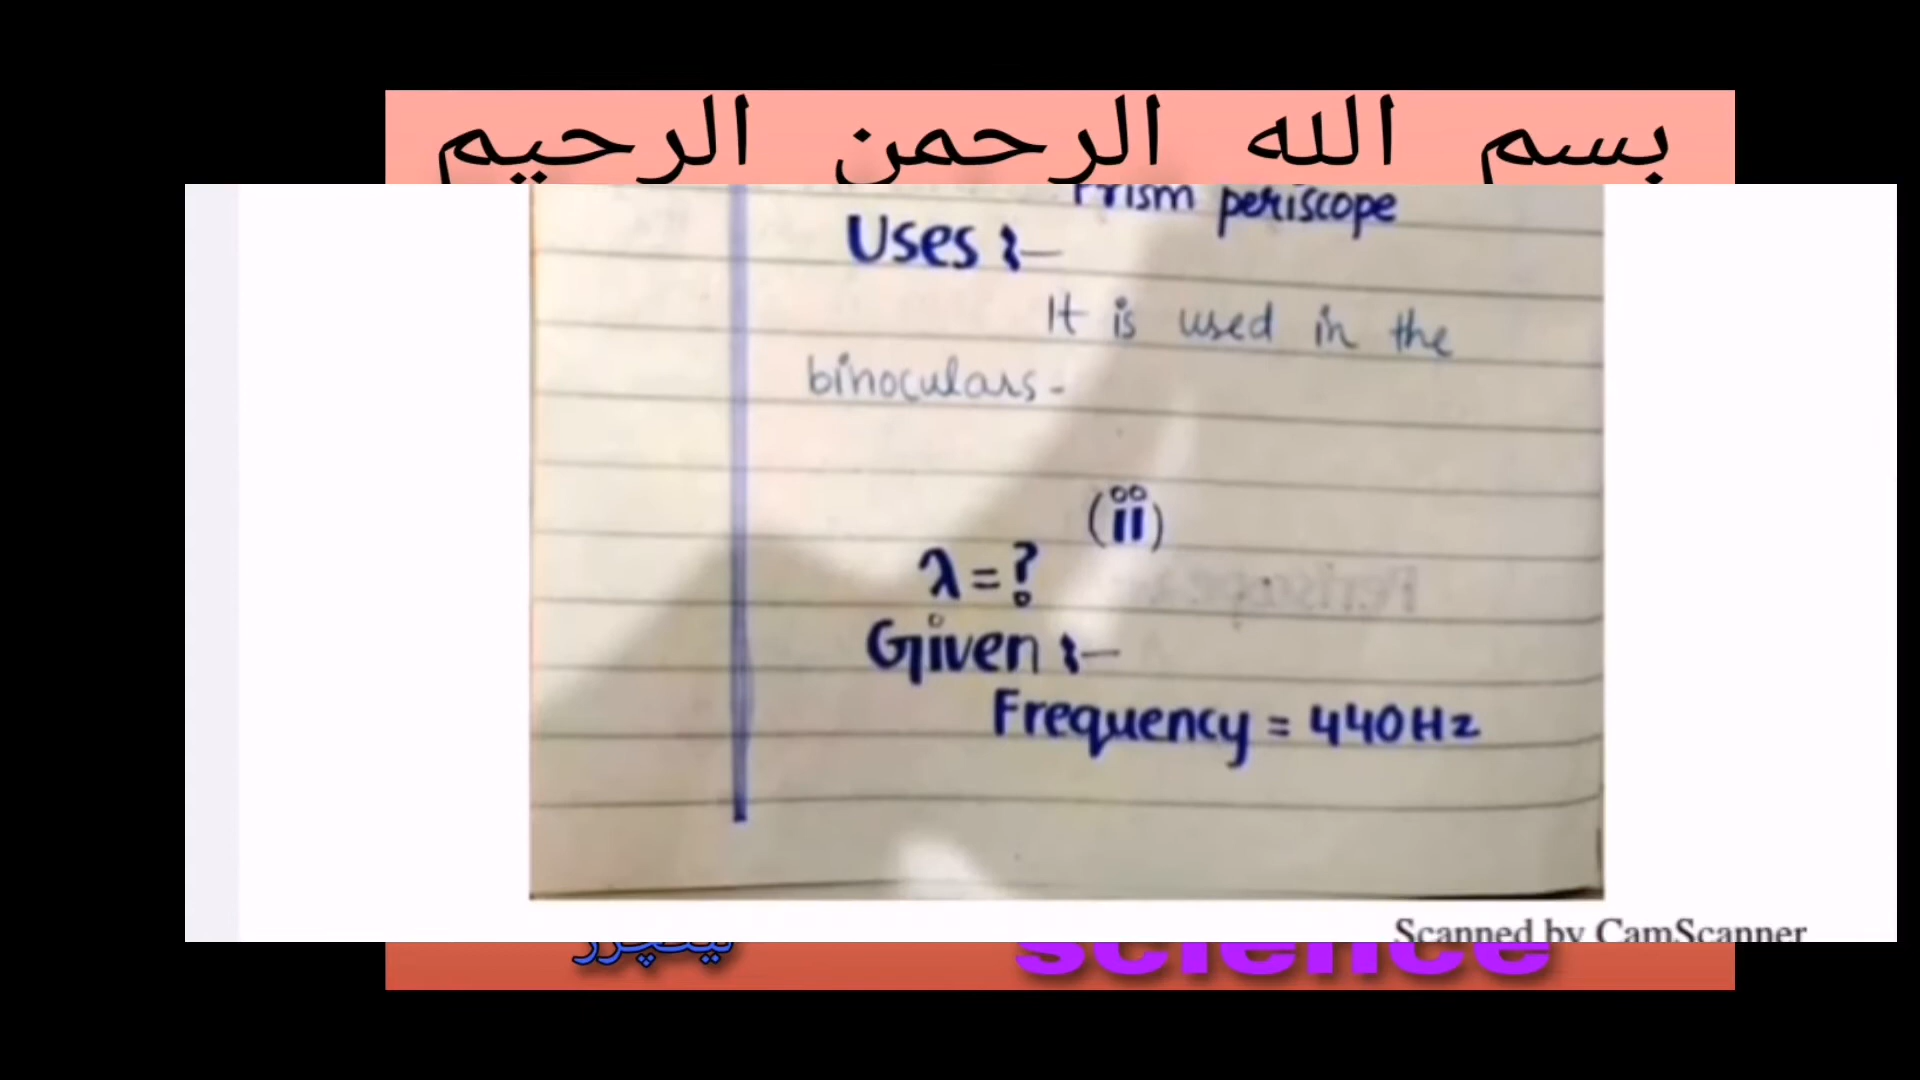 بسم الله الرحمن الرحيم
Prism periscope
Uses :-
It is used in the
binoculars -
(ii)
λ = ?
Given :-
Frequency = 440Hz
Scanned by CamScanner
science